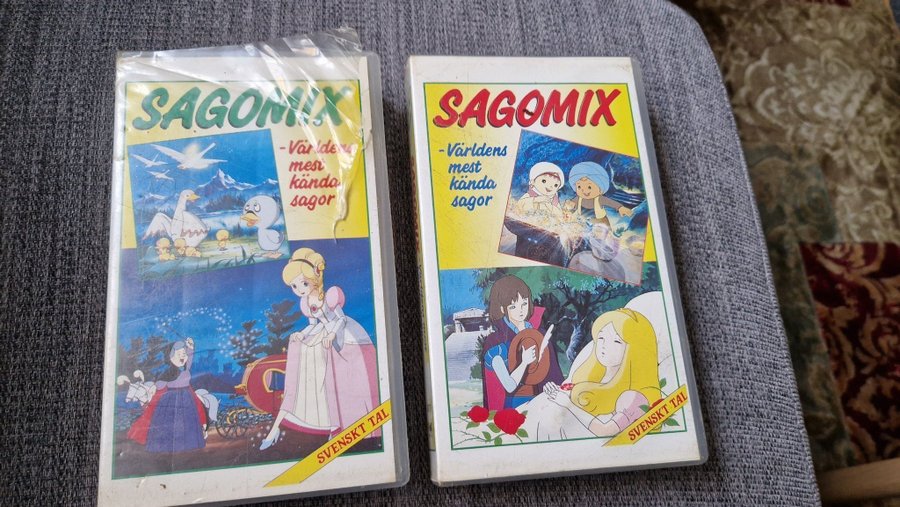 SAGOMIX
-Världens
mest
kända
sagor
SVENSKT TAL
SAGOMIX
-Världens
mest
kända
sagor
SVENSKT TAL